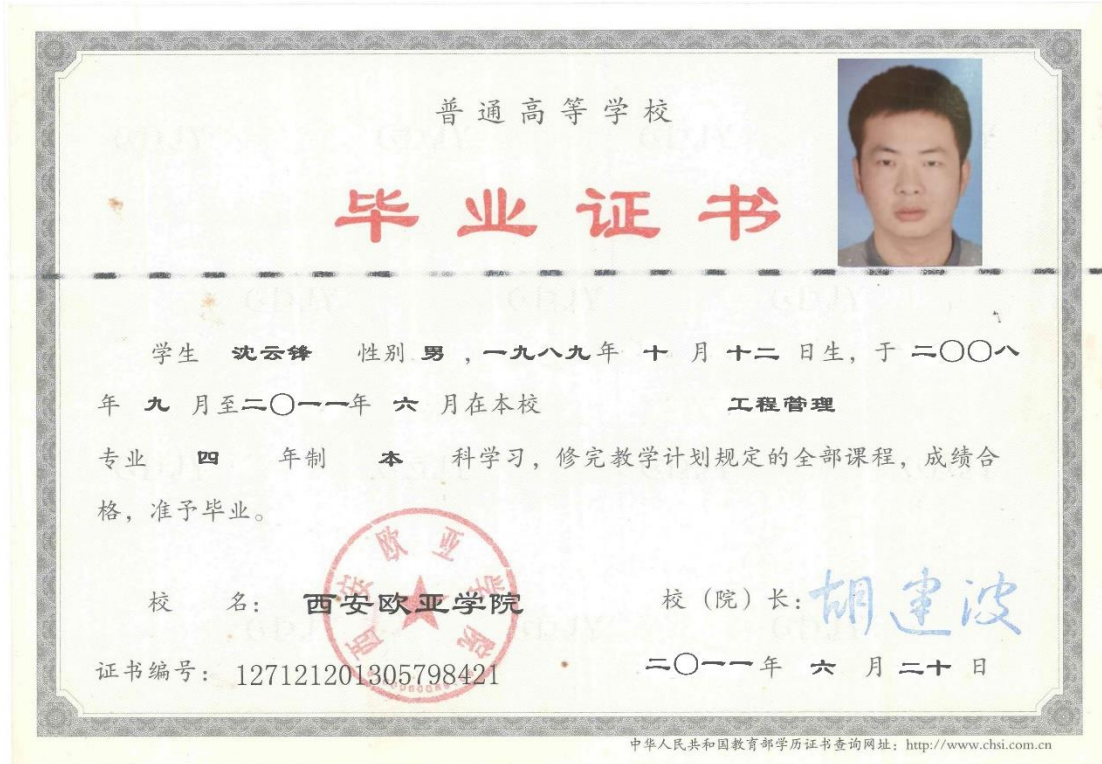 普通高等学校
毕业证书
学生 沈云锋 性别 男 ，一九八九年 十 月 十二 日生，于 二〇〇八
年 九 月至二〇一一年 六 月在本校 工程管理
专业 四 年制 本 科学习，修完教学计划规定的全部课程，成绩合
格，准予毕业。
西安欧亚学院
校 名： 西安欧亚学院
校（院）长：胡建波
证书编号：127121201305798421
二〇一一年 六 月 二十 日
中华人民共和国教育部学历证书查询网址：http://www.chsi.com.cn